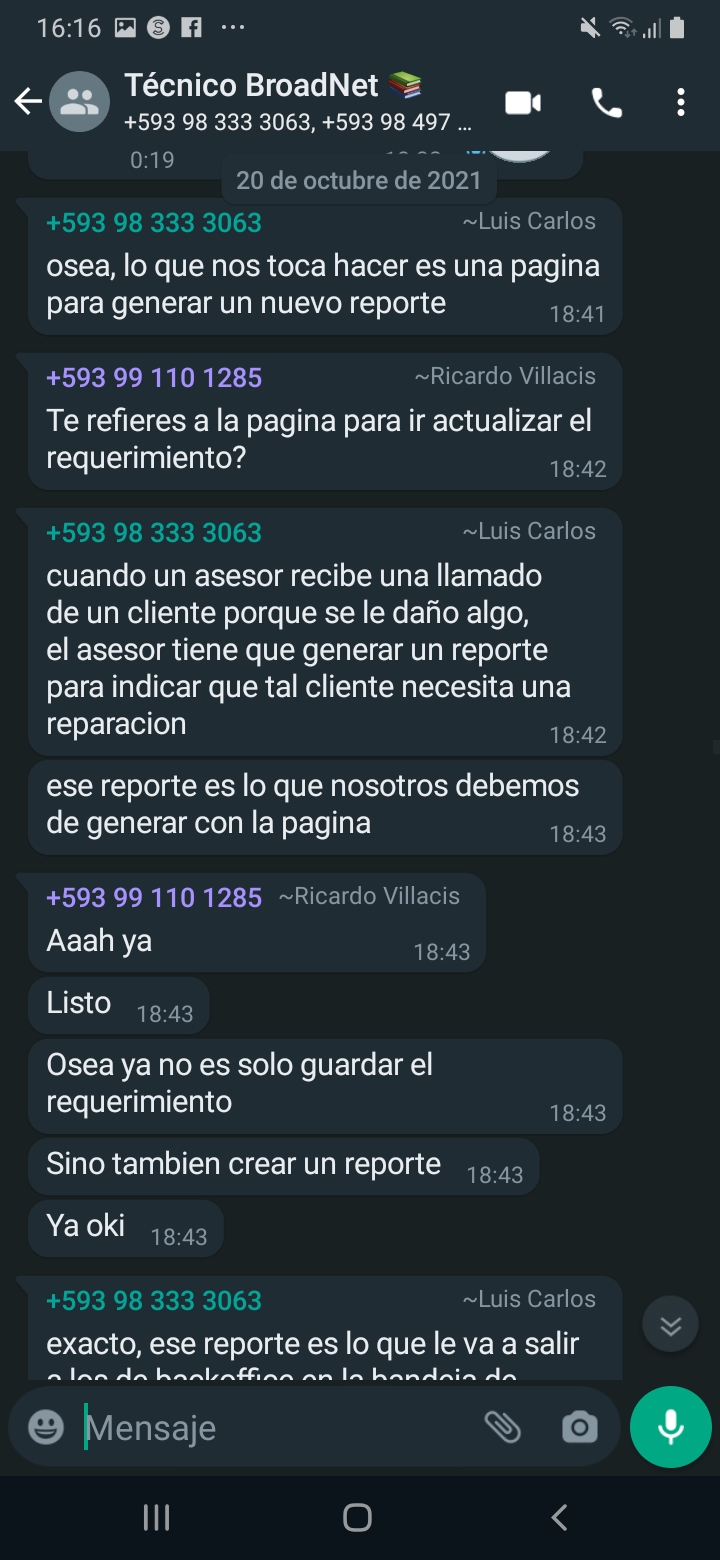 16:16
Técnico BroadNet
+593 98 333 3063, +593 98 497 ...
0:19
20 de octubre de 2021
+593 98 333 3063 ~Luis Carlos
osea, lo que nos toca hacer es una pagina
para generar un nuevo reporte
18:41
+593 99 110 1285 ~Ricardo Villacis
Te refieres a la pagina para ir actualizar el
requerimiento?
18:42
+593 98 333 3063 ~Luis Carlos
cuando un asesor recibe una llamado
de un cliente porque se le daño algo,
el asesor tiene que generar un reporte
para indicar que tal cliente necesita una
reparacion
18:42
ese reporte es lo que nosotros debemos
de generar con la pagina
18:43
+593 99 110 1285 ~Ricardo Villacis
Aaah ya
18:43
Listo 18:43
Osea ya no es solo guardar el
requerimiento
18:43
Sino tambien crear un reporte 18:43
Ya oki 18:43
+593 98 333 3063 ~Luis Carlos
exacto, ese reporte es lo que le va a salir
a los de backoffice en la bandeja de
Mensaje